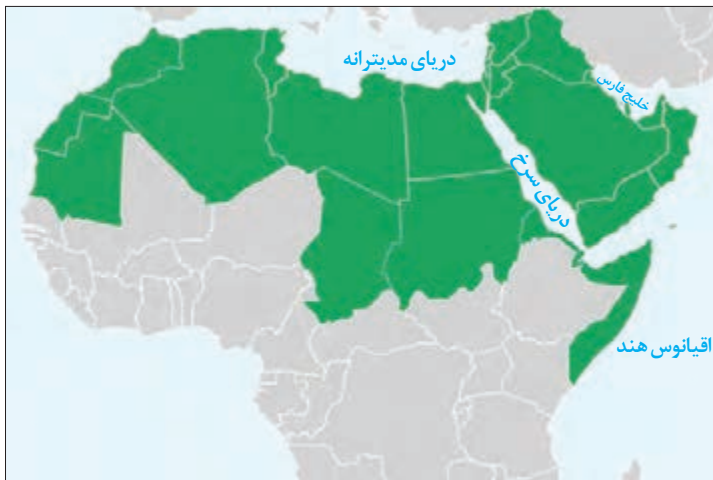 دریای مدیترانه
خلیج فارس
دریای سرخ
اقیانوس هند